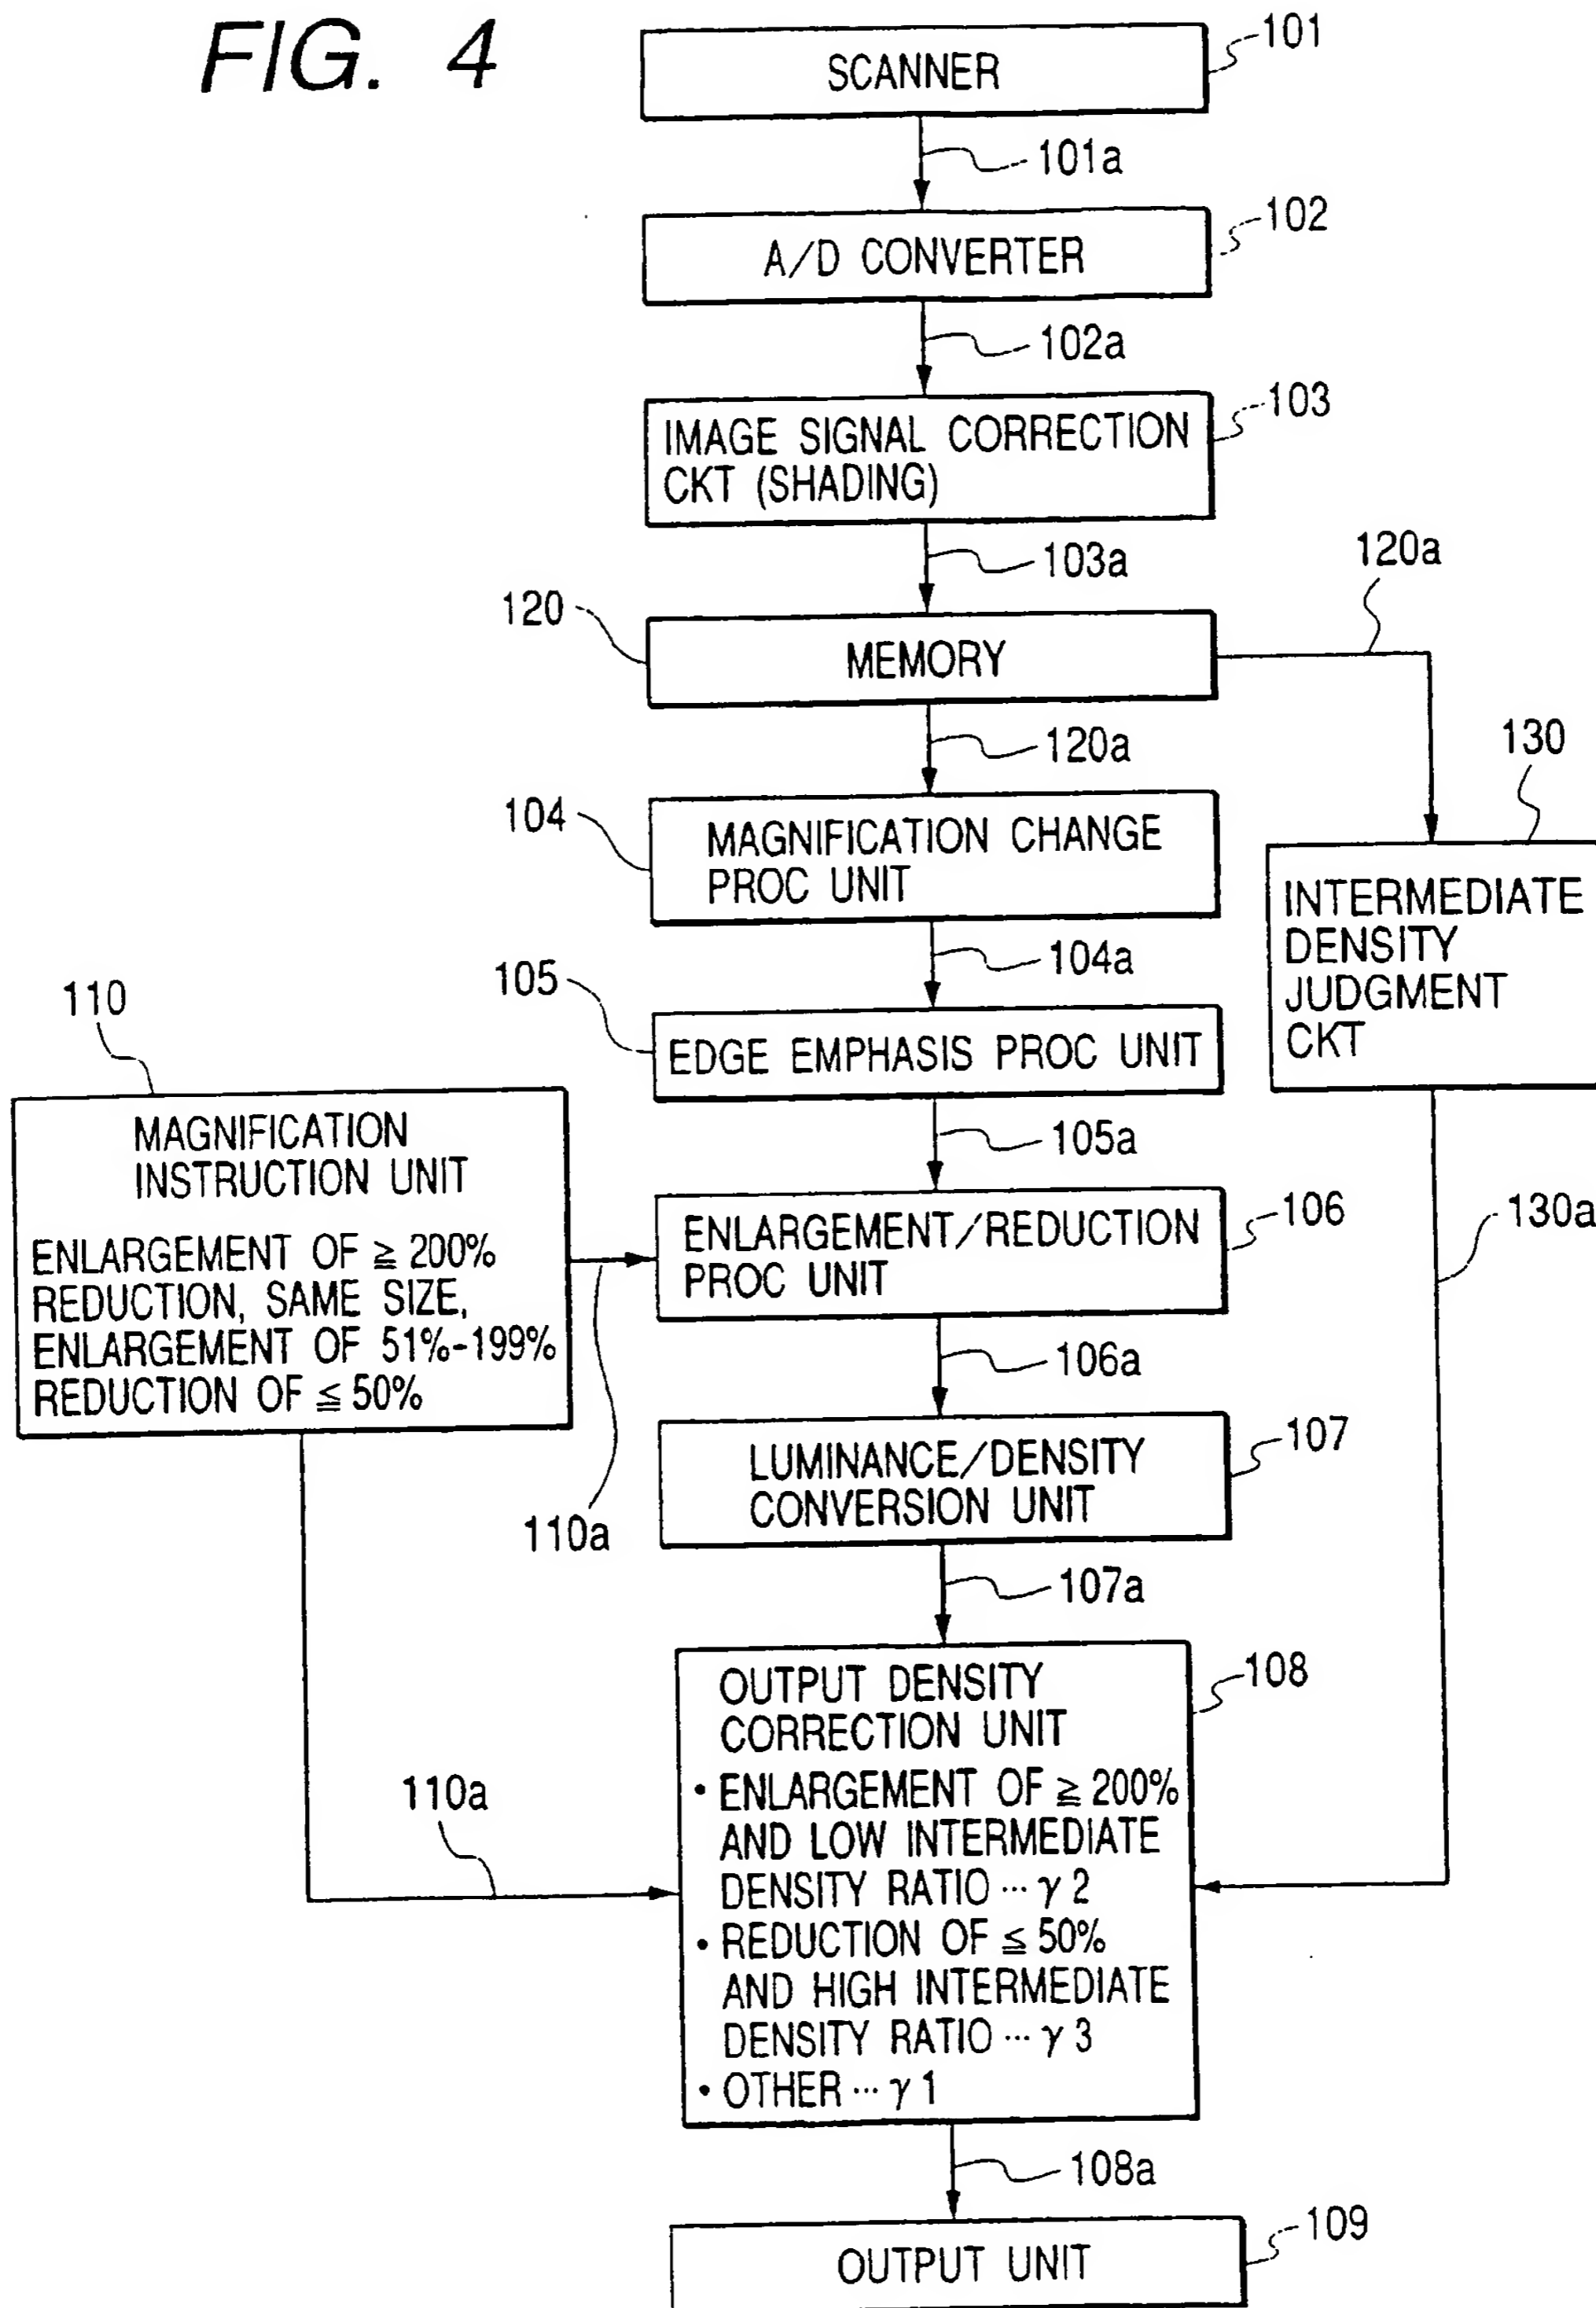 FIG. 4
SCANNER
101
101a
A/D CONVERTER
102
102a
IMAGE SIGNAL CORRECTION
CKT (SHADING)
103
103a
120a
120
MEMORY
120a
130
104
MAGNIFICATION CHANGE
PROC UNIT
INTERMEDIATE
DENSITY
JUDGMENT
CKT
104a
105
110
EDGE EMPHASIS PROC UNIT
105a
MAGNIFICATION
INSTRUCTION UNIT
ENLARGEMENT OF ≧ 200%
REDUCTION, SAME SIZE,
ENLARGEMENT OF 51%-199%
REDUCTION OF ≦ 50%
ENLARGEMENT/REDUCTION
PROC UNIT
106
130a
106a
110a
LUMINANCE/DENSITY
CONVERSION UNIT
107
107a
110a
OUTPUT DENSITY
CORRECTION UNIT
• ENLARGEMENT OF ≧ 200%
AND LOW INTERMEDIATE
DENSITY RATIO ··· γ 2
• REDUCTION OF ≦ 50%
AND HIGH INTERMEDIATE
DENSITY RATIO ··· γ 3
• OTHER ··· γ 1
108
108a
OUTPUT UNIT
109